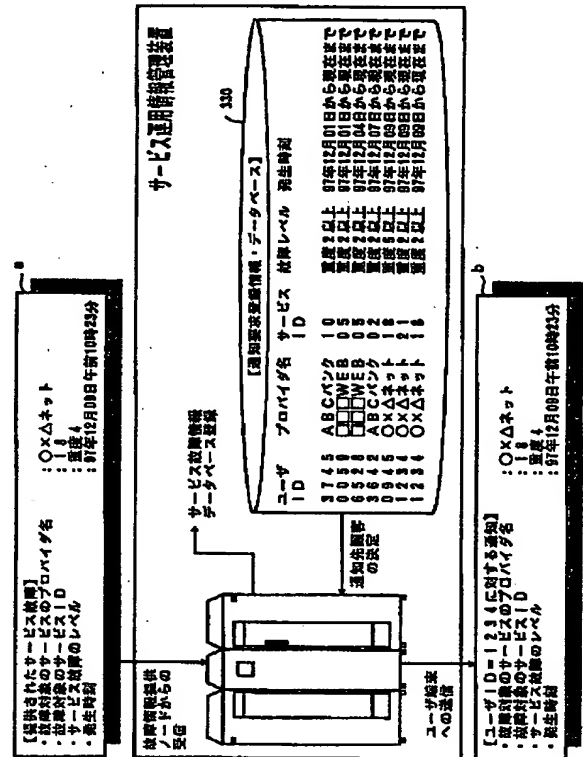 a
【提供されたサービス故障】
・故障対象のサービスのプロバイダ名 ：○×△ネット
・故障対象のサービスID ：18
・サービス故障のレベル ：重度4
・発生時刻 ：97年12月09日午前10時23分
故障情報提供
ノードからの
受信
サービス故障情報
データベース登録
サービス運用情報管理装置
330
【通知要求登録情報・データベース】
ユーザID プロバイダ名 サービスID 故障レベル 発生時刻
3745 ABCバンク 10 重度2以上 97年12月01日から現在まで
0059 □□WEB 05 重度2以上 97年12月01日から現在まで
6528 □□WEB 05 重度2以上 97年12月04日から現在まで
3642 ABCバンク 02 重度2以上 97年12月07日から現在まで
0945 ○×△ネット 18 重度5以上 97年12月09日から現在まで
1234 ○×△ネット 21 重度2以上 97年12月09日から現在まで
1234 ○×△ネット 18 重度2以上 97年12月09日から現在まで
通知先顧客
の決定
ユーザ端末
への送信
b
【ユーザID＝1234に対する通知】
・故障対象のサービスのプロバイダ名 ：○×△ネット
・故障対象のサービスID ：18
・サービス故障のレベル ：重度4
・発生時刻 ：97年12月09日午前10時23分